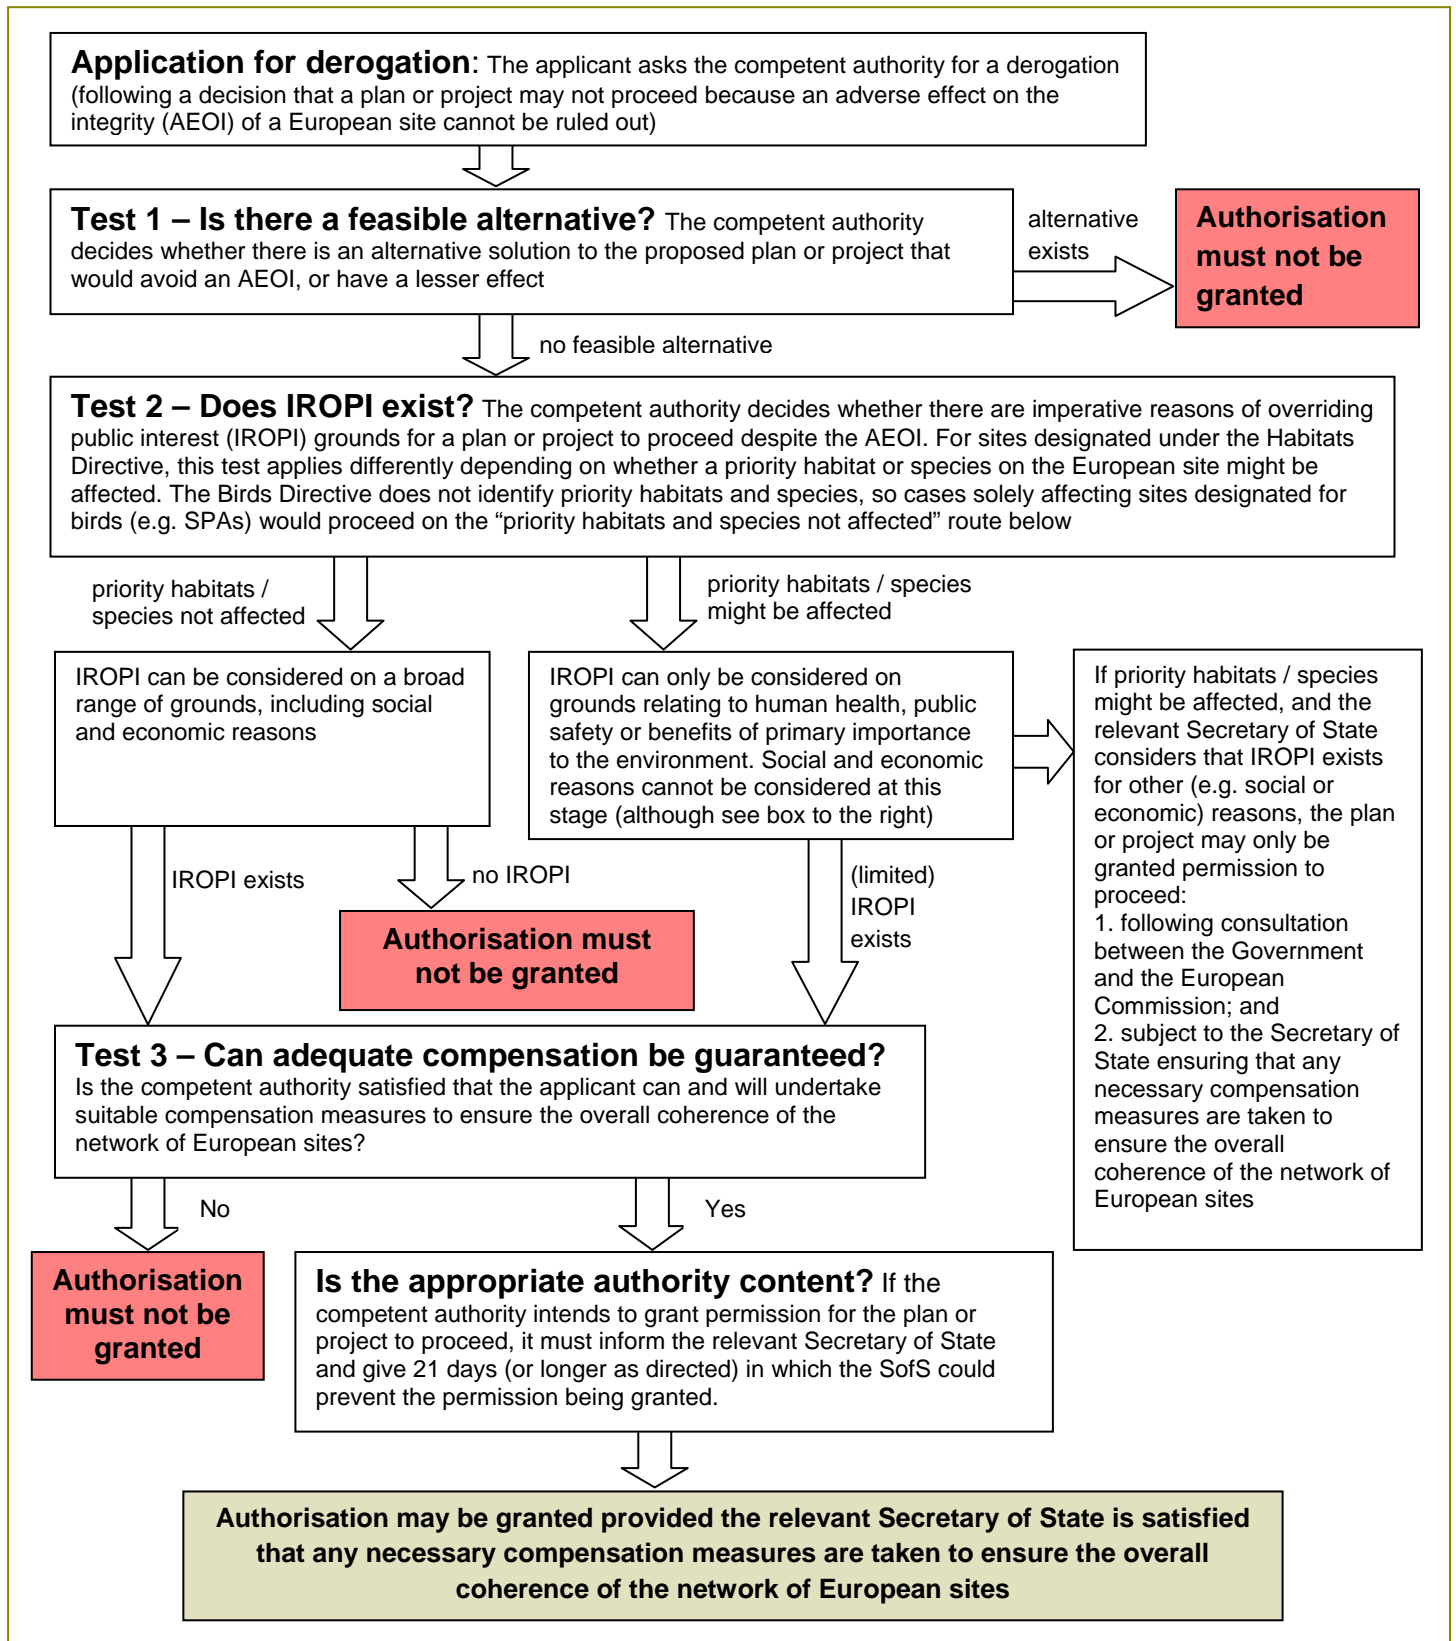 Application for derogation: The applicant asks the competent authority for a derogation
(following a decision that a plan or project may not proceed because an adverse effect on the
integrity (AEOI) of a European site cannot be ruled out)
Test 1 – Is there a feasible alternative? The competent authority
decides whether there is an alternative solution to the proposed plan or project that
would avoid an AEOI, or have a lesser effect
alternative
exists
Authorisation
must not be
granted
no feasible alternative
Test 2 – Does IROPI exist? The competent authority decides whether there are imperative reasons of overriding
public interest (IROPI) grounds for a plan or project to proceed despite the AEOI. For sites designated under the Habitats
Directive, this test applies differently depending on whether a priority habitat or species on the European site might be
affected. The Birds Directive does not identify priority habitats and species, so cases solely affecting sites designated for
birds (e.g. SPAs) would proceed on the “priority habitats and species not affected” route below
priority habitats /
species not affected
priority habitats / species
might be affected
IROPI can be considered on a broad
range of grounds, including social
and economic reasons
IROPI can only be considered on
grounds relating to human health, public
safety or benefits of primary importance
to the environment. Social and economic
reasons cannot be considered at this
stage (although see box to the right)
If priority habitats / species
might be affected, and the
relevant Secretary of State
considers that IROPI exists
for other (e.g. social or
economic) reasons, the plan
or project may only be
granted permission to
proceed:
1. following consultation
between the Government
and the European
Commission; and
2. subject to the Secretary of
State ensuring that any
necessary compensation
measures are taken to
ensure the overall
coherence of the network of
European sites
IROPI exists
no IROPI
(limited)
IROPI
exists
Authorisation must
not be granted
Test 3 – Can adequate compensation be guaranteed?
Is the competent authority satisfied that the applicant can and will undertake
suitable compensation measures to ensure the overall coherence of the
network of European sites?
No
Yes
Authorisation
must not be
granted
Is the appropriate authority content? If the
competent authority intends to grant permission for the plan or
project to proceed, it must inform the relevant Secretary of State
and give 21 days (or longer as directed) in which the SofS could
prevent the permission being granted.
Authorisation may be granted provided the relevant Secretary of State is satisfied
that any necessary compensation measures are taken to ensure the overall
coherence of the network of European sites